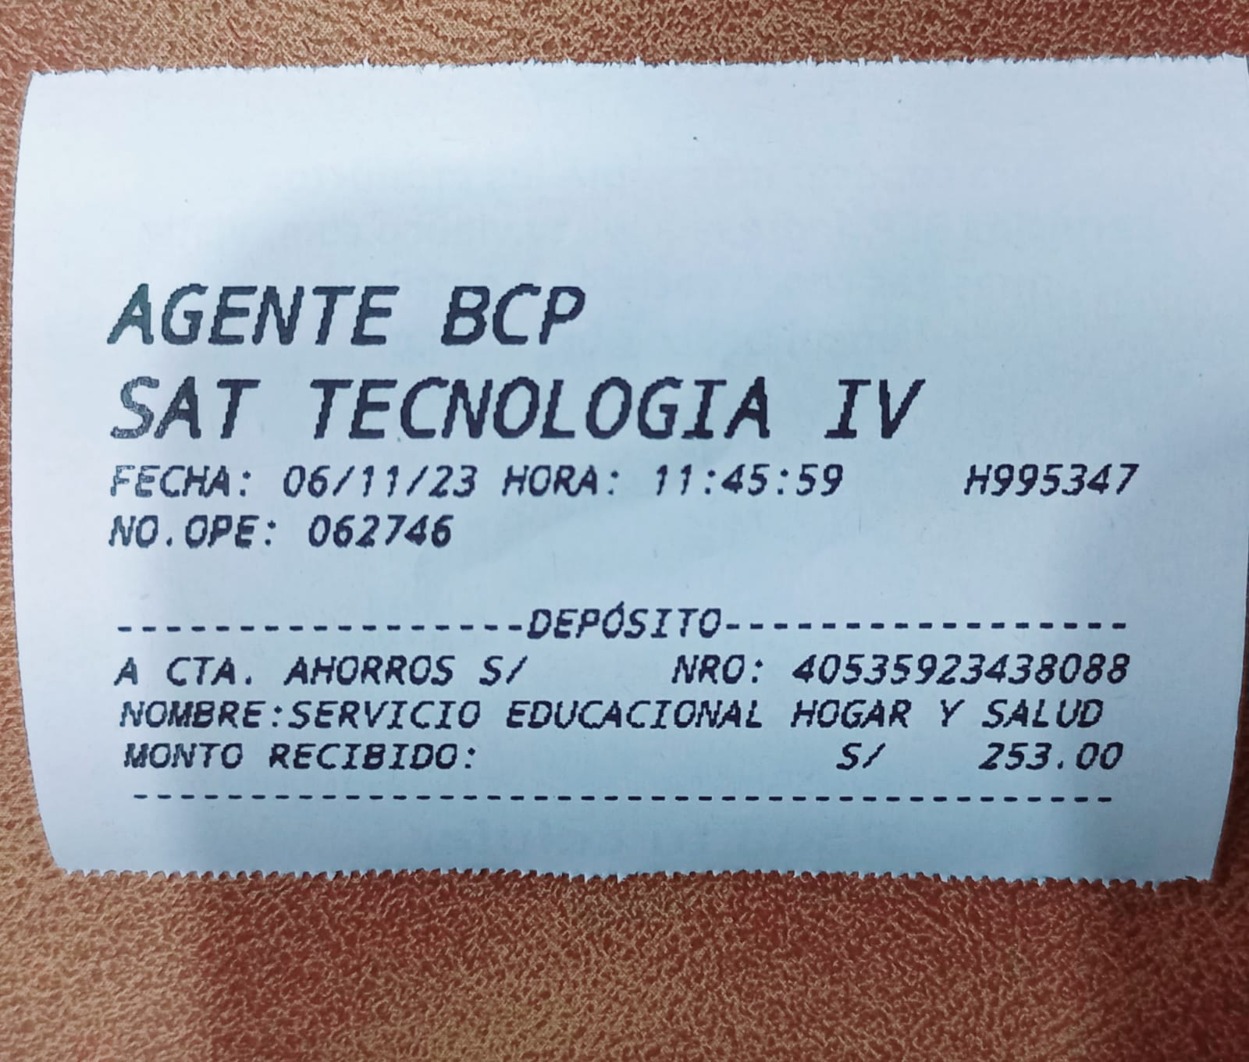 AGENTE BCP
SAT TECNOLOGIA IV
FECHA: 06/11/23 HORA: 11:45:59 H995347
NO.OPE: 062746
-----------------DEPÓSITO-----------------
A CTA. AHORROS S/ NRO: 40535923438088
NOMBRE:SERVICIO EDUCACIONAL HOGAR Y SALUD
MONTO RECIBIDO: S/ 253.00
------------------------------------------